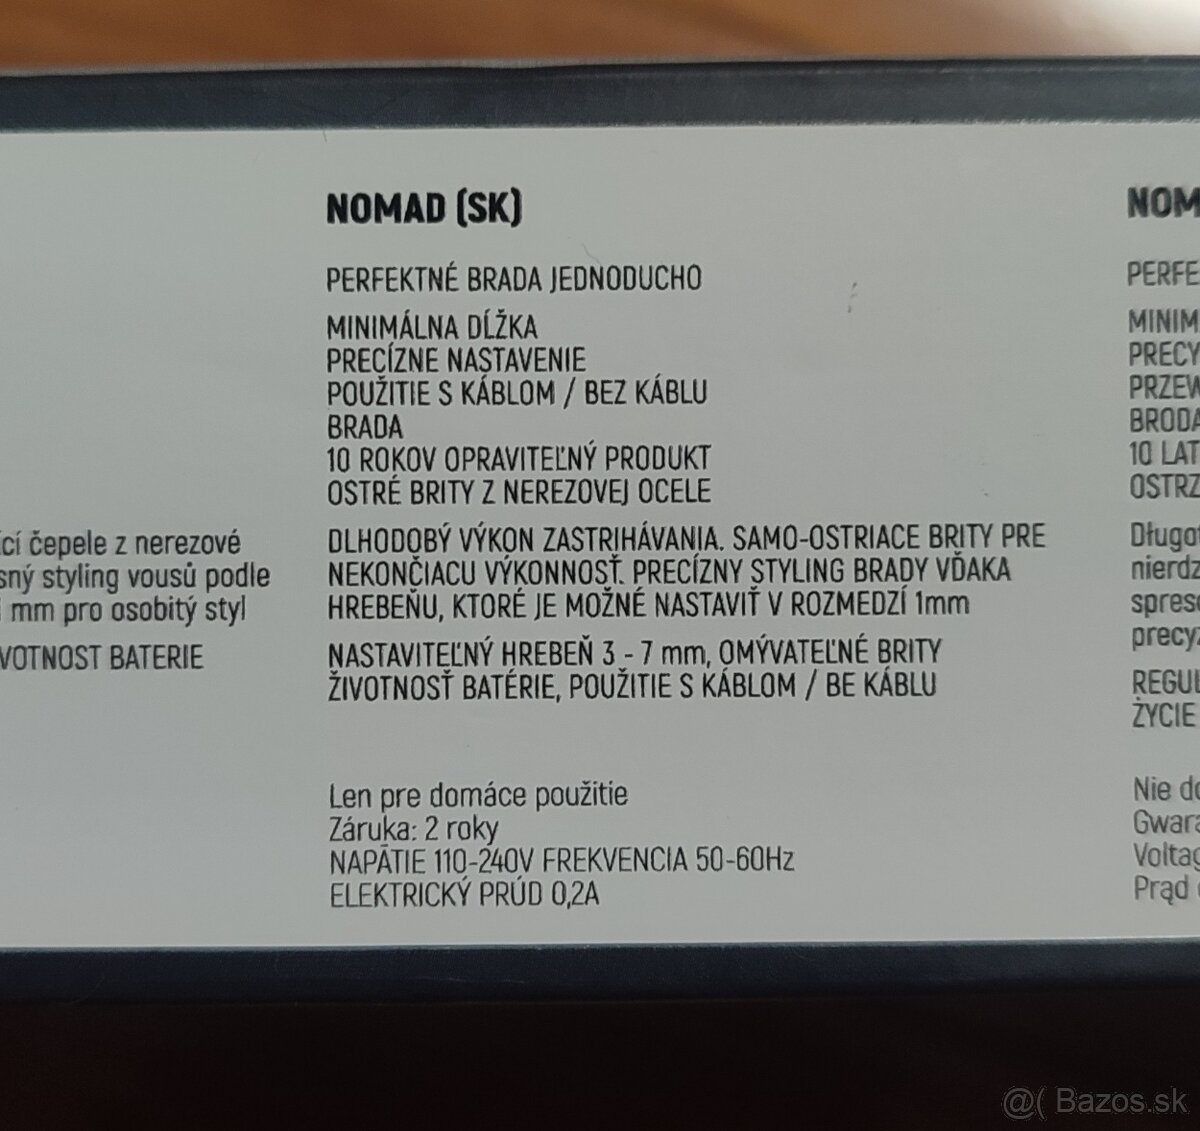 NOMAD (SK)
PERFEKTNÉ BRADA JEDNODUCHO
MINIMÁLNA DĹŽKA
PRECÍZNE NASTAVENIE
POUŽITIE S KÁBLOM / BEZ KÁBLU
BRADA
10 ROKOV OPRAVITEĽNÝ PRODUKT
OSTRÉ BRITY Z NEREZOVEJ OCELE
DLHODOBÝ VÝKON ZASTRIHÁVANIA. SAMO-OSTRIACE BRITY PRE
NEKONČIACU VÝKONNOSŤ. PRECÍZNY STYLING BRADY VĎAKA
HREBEŇU, KTORÉ JE MOŽNÉ NASTAVIŤ V ROZMEDZÍ 1mm
NASTAVITEĽNÝ HREBEŇ 3 - 7 mm, OMÝVATEĽNÉ BRITY
ŽIVOTNOSŤ BATÉRIE, POUŽITIE S KÁBLOM / BE KÁBLU
Len pre domáce použitie
Záruka: 2 roky
NAPÄTIE 110-240V FREKVENCIA 50-60Hz
ELEKTRICKÝ PRÚD 0,2A
čepele z nerezové
styling vousů podle
mm pro osobitý styl
BATERIE
NOM
PERFE
MINIM
PRECY
PRZEW
BRODA
10 LAT
OSTRZ
Długo
nierdz
spres
precyz
REGUL
ŻYCIE
Nie do
Gwara
Voltag
Prąd
@( Bazos.sk